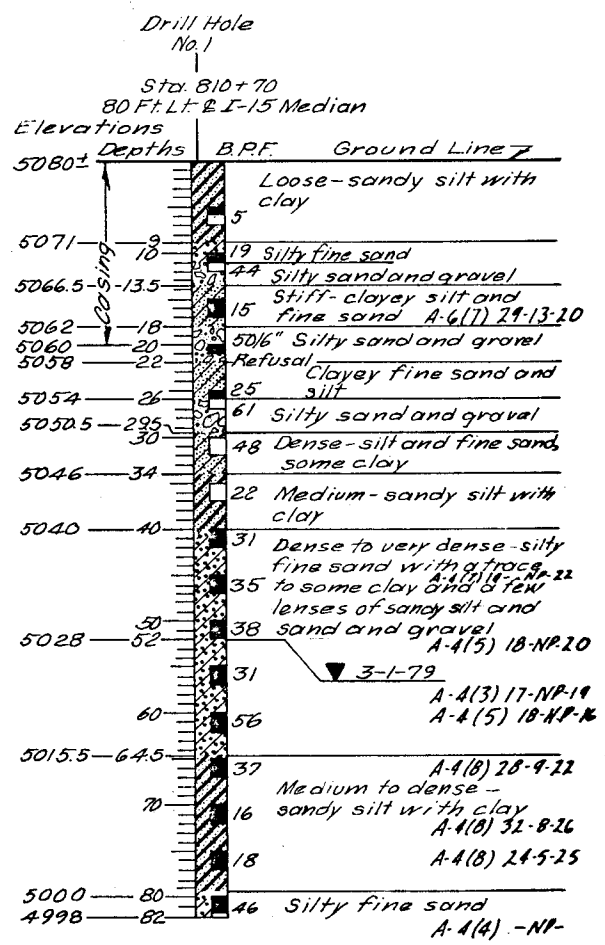 Drill Hole
No. 1
Sta. 810+70
80 Ft. Lt. ℄ I-15 Median
Elevations
Depths B.P.F. Ground Line
5080±
Loose-sandy silt with
clay
5
Casing
5071 9
10 19 Silty fine sand
44 Silty sand and gravel
5066.5 13.5
Stiff-clayey silt and
15 fine sand A-6(7) 29-13-20
5062 18
5060 20 50/6" Silty sand and gravel
5058 22 Refusal
Clayey fine sand and
silt
5054 26 25
61 Silty sand and gravel
5050.5 29.5
30
48 Dense-silt and fine sand,
some clay
5046 34
22 Medium-sandy silt with
clay
5040 40
31 Dense to very dense-silty
fine sand with a trace
35 to some clay and a few
lenses of sandy silt and
50 38 sand and gravel
5028 52 A-4(5) 18-NP-20
3-1-79
31 A-4(3) 17-NP-19
60 56 A-4(5) 18-NP-16
5015.5 64.5
37 A-4(8) 28-9-22
Medium to dense-
70 16 sandy silt with clay
A-4(8) 32-8-26
18 A-4(8) 24-5-25
5000 80
46 Silty fine sand
4998 82
A-4(4) -NP-